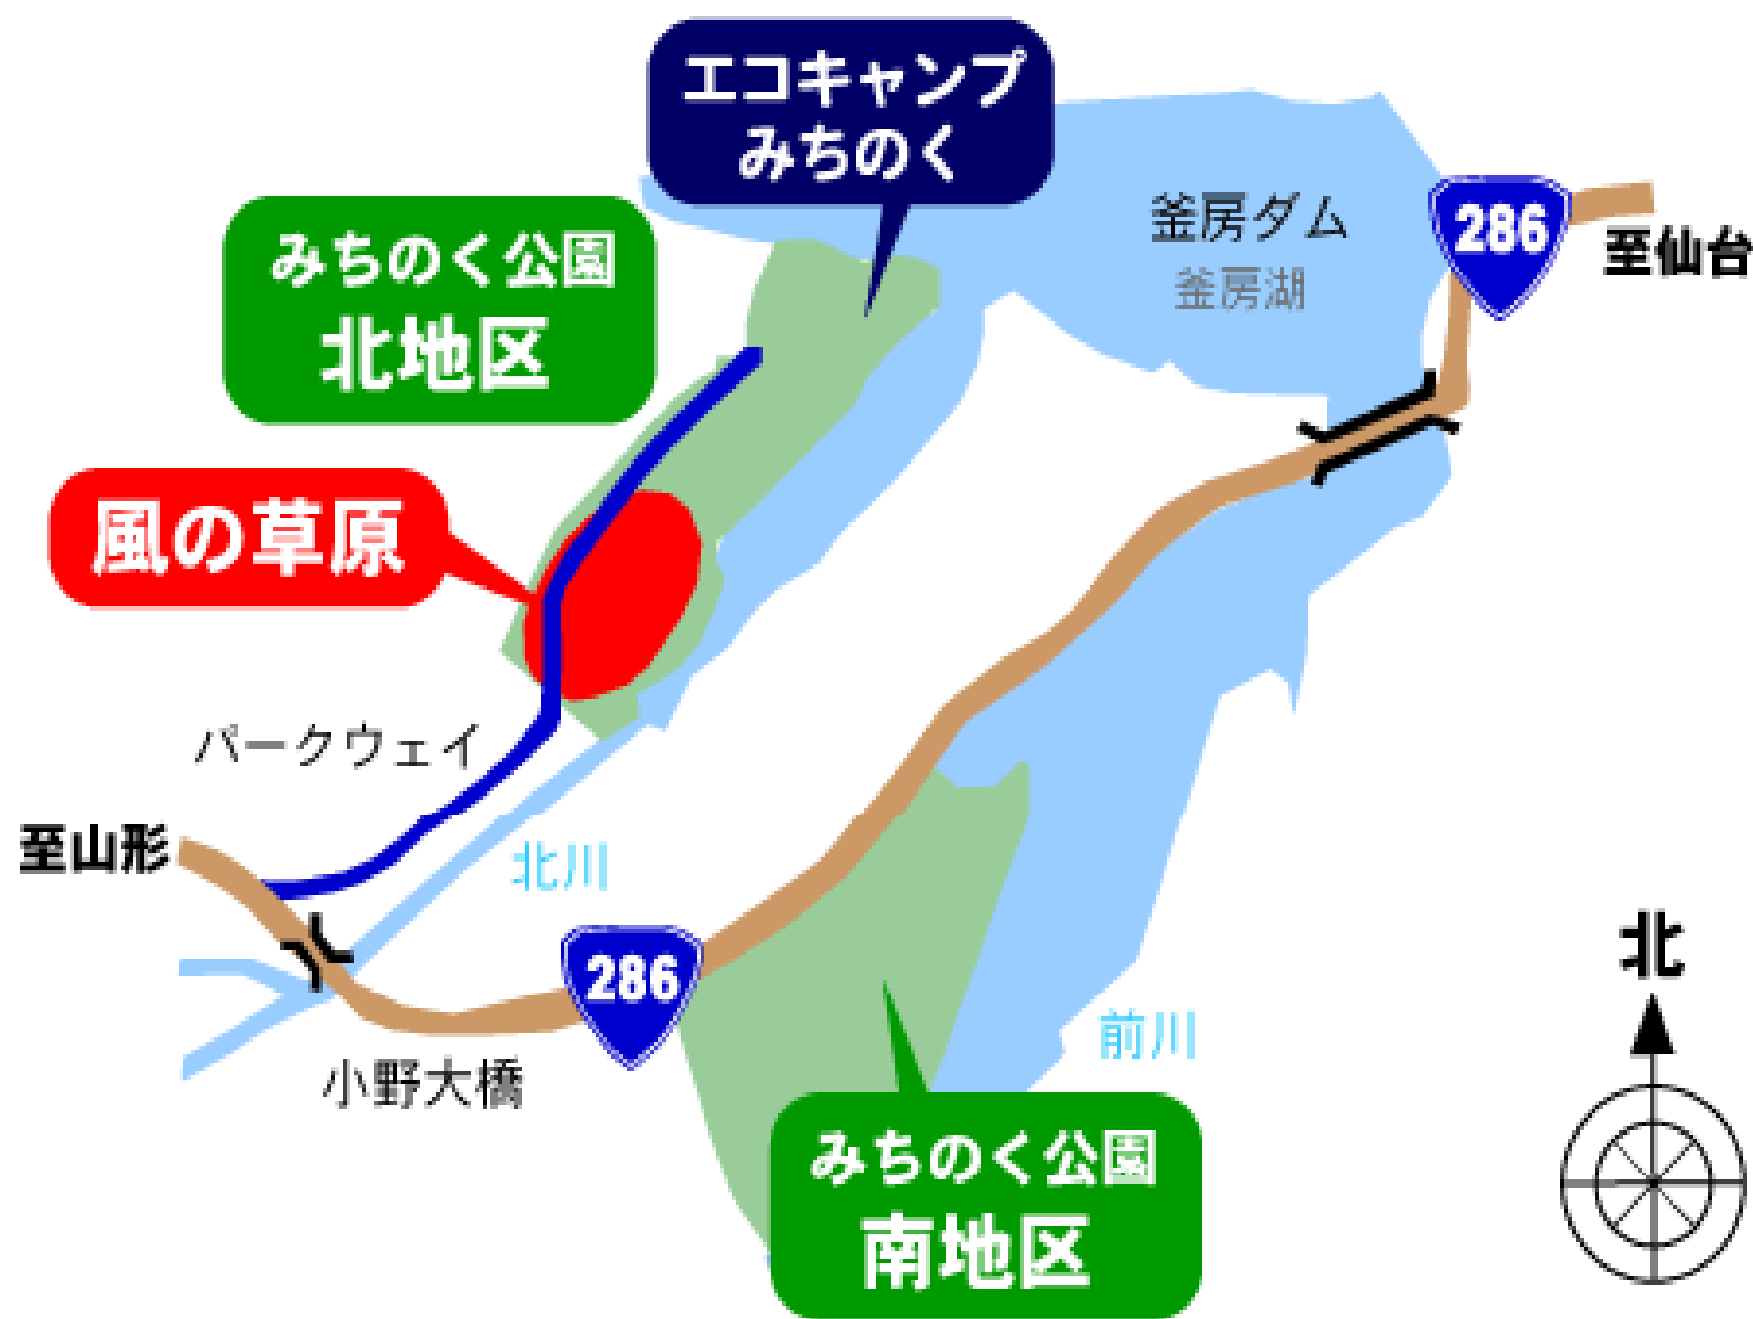 エコキャンプ
みちのく
みちのく公園
北地区
釜房ダム
釜房湖
286
至仙台
風の草原
パークウェイ
至山形
北川
286
小野大橋
前川
北
みちのく公園
南地区